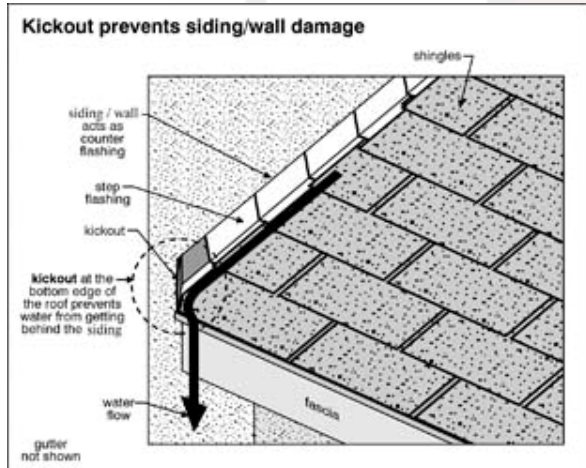 Kickout prevents siding/wall damage
shingles
siding / wall
acts as
counter
flashing
step
flashing
kickout
kickout at the
bottom edge of
the roof prevents
water from getting
behind the siding
water
flow
fascia
gutter
not shown